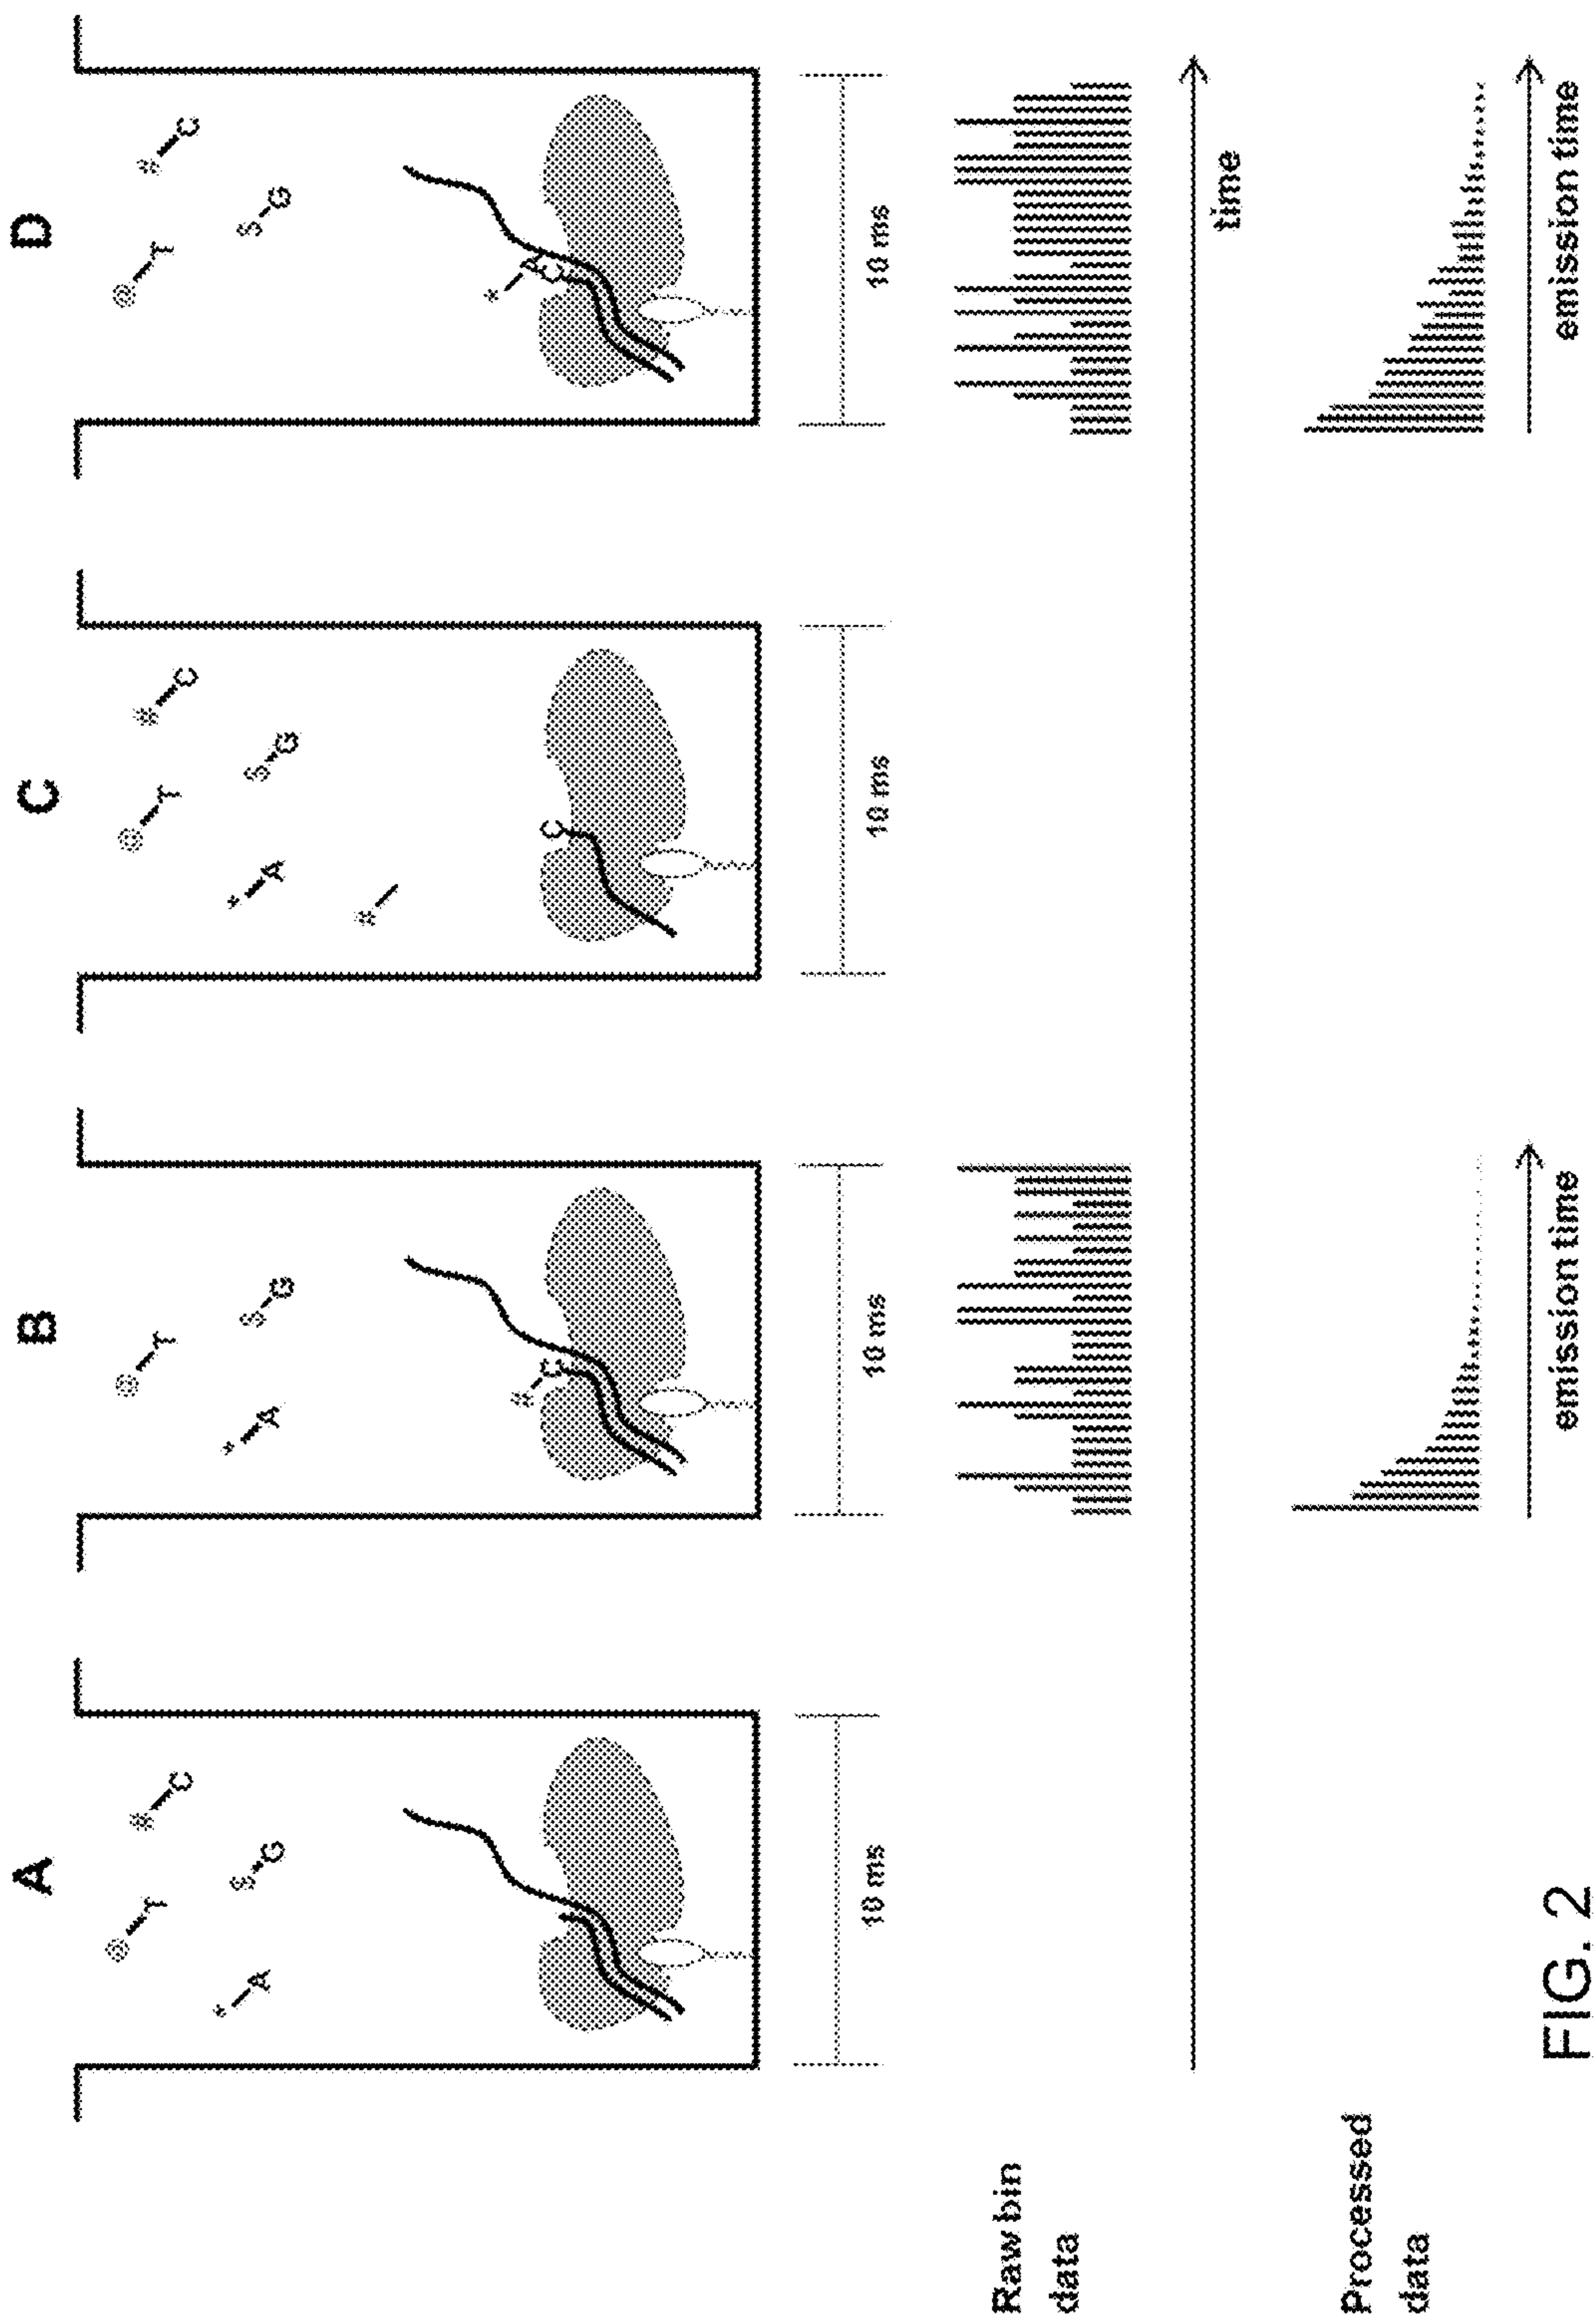 A B C D
@ T # C
* A S G
@ T
* A S G
# C
@ T # C
* A S G
#
C
@ T # C
S G
* A
C
10 ms 10 ms 10 ms 10 ms
Raw bin
data
time
Processed
data
emission time emission time
FIG. 2